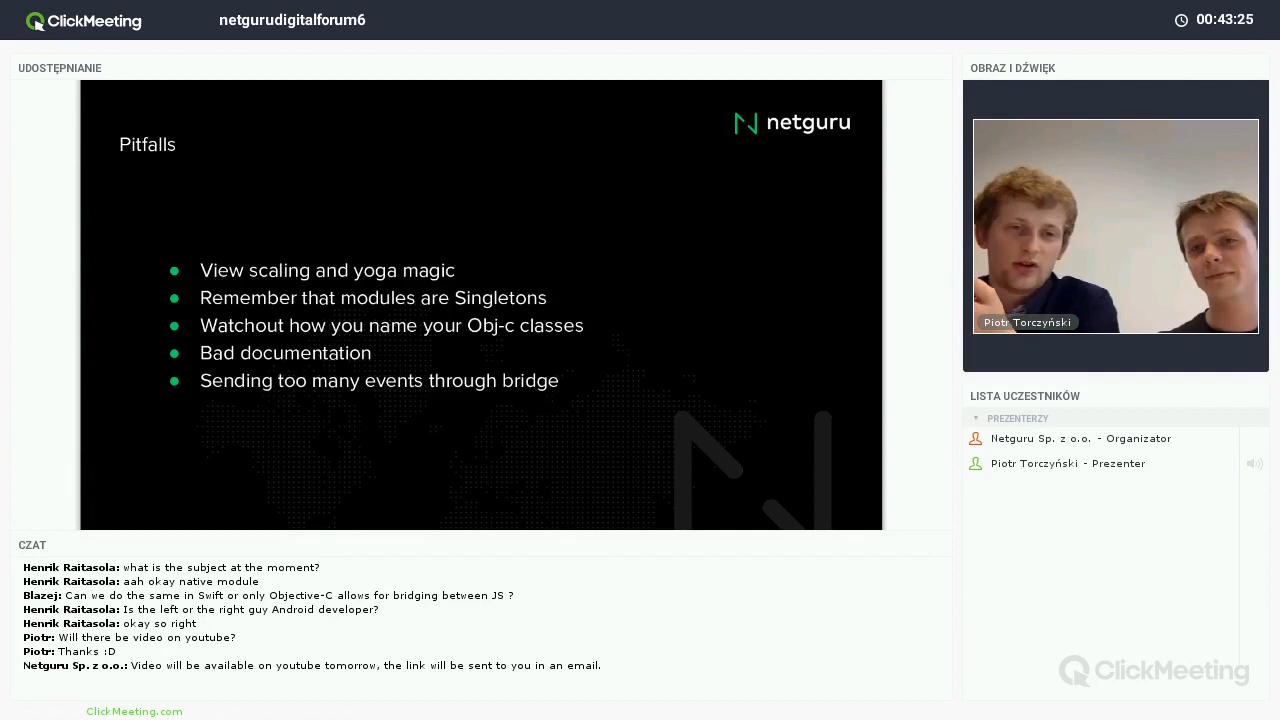 ClickMeeting
netgurudigitalforum6
00:43:25
UDOSTĘPNIANIE
netguru
Pitfalls
View scaling and yoga magic
Remember that modules are Singletons
Watchout how you name your Obj-c classes
Bad documentation
Sending too many events through bridge
OBRAZ I DŹWIĘK
Piotr Torczyński
LISTA UCZESTNIKÓW
PREZENTERZY
Netguru Sp. z o.o. - Organizator
Piotr Torczyński - Prezenter
CZAT
Henrik Raitasola: what is the subject at the moment?
Henrik Raitasola: aah okay native module
Blazej: Can we do the same in Swift or only Objective-C allows for bridging between JS ?
Henrik Raitasola: Is the left or the right guy Android developer?
Henrik Raitasola: okay so right
Piotr: Will there be video on youtube?
Piotr: Thanks :D
Netguru Sp. z o.o.: Video will be available on youtube tomorrow, the link will be sent to you in an email.
ClickMeeting
ClickMeeting.com